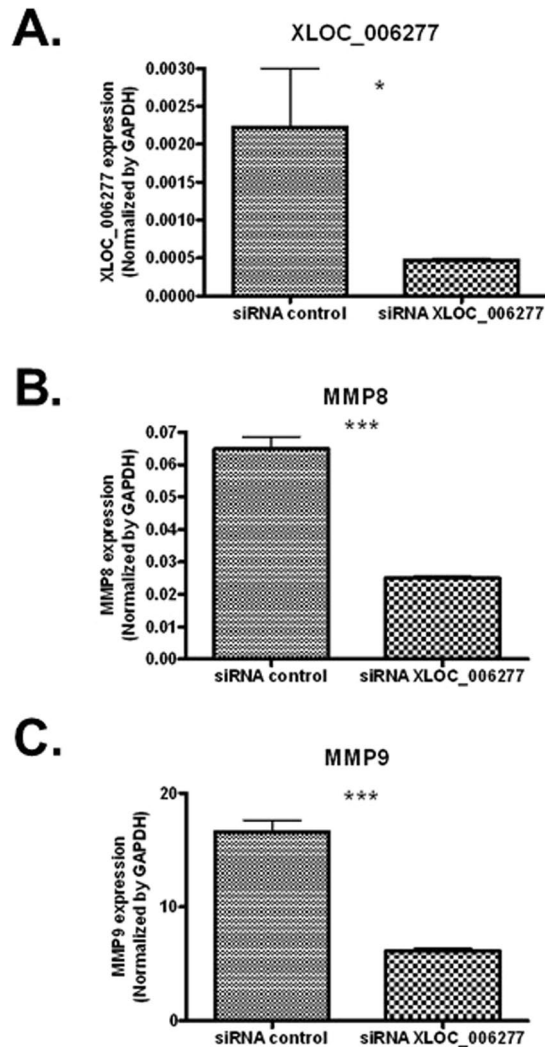 A.
XLOC_006277
*
XLOC_006277 expression
(Normalized by GAPDH)
0.0030
0.0025
0.0020
0.0015
0.0010
0.0005
0.0000
siRNA control
siRNA XLOC_006277
B.
MMP8
***
MMP8 expression
(Normalized by GAPDH)
0.07
0.06
0.05
0.04
0.03
0.02
0.01
0.00
siRNA control
siRNA XLOC_006277
C.
MMP9
***
MMP9 expression
(Normalized by GAPDH)
20
10
0
siRNA control
siRNA XLOC_006277